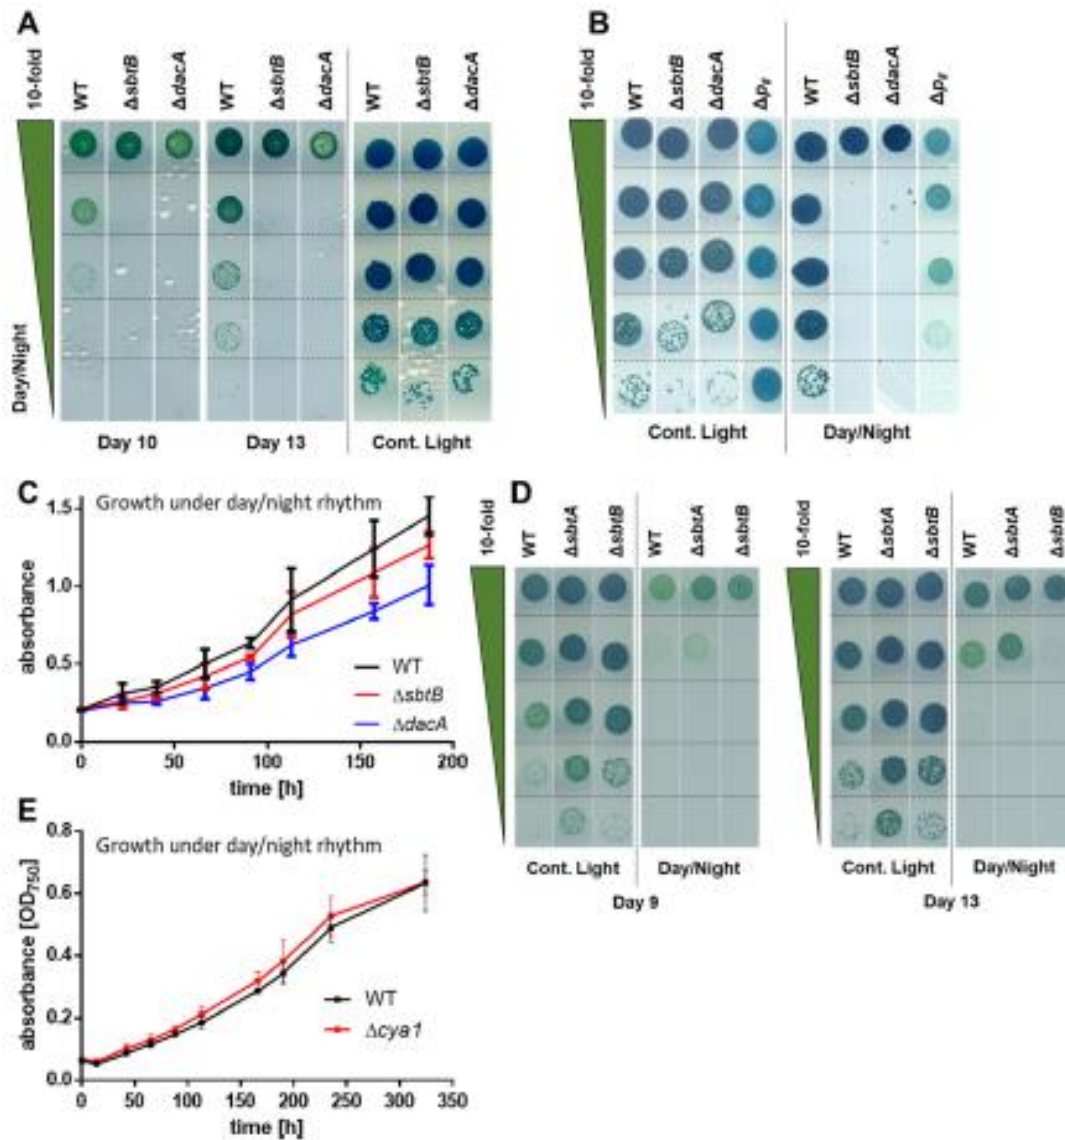 A
10-fold
WT
ΔsbtB
ΔdacA
WT
ΔsbtB
ΔdacA
WT
ΔsbtB
ΔdacA
Day/Night
Day 10
Day 13
Cont. Light
B
10-fold
WT
ΔsbtB
ΔdacA
ΔPII
WT
ΔsbtB
ΔdacA
ΔPII
Cont. Light
Day/Night
C
Growth under day/night rhythm
absorbance
1.5
1.0
0.5
0.0
WT
ΔsbtB
ΔdacA
0 50 100 150 200
time [h]
D
10-fold
WT
ΔsbtA
ΔsbtB
WT
ΔsbtA
ΔsbtB
Cont. Light
Day/Night
Day 9
10-fold
WT
ΔsbtA
ΔsbtB
WT
ΔsbtA
ΔsbtB
Cont. Light
Day/Night
Day 13
E
Growth under day/night rhythm
absorbance [OD750]
0.8
0.6
0.4
0.2
0.0
WT
Δcya1
0 50 100 150 200 250 300 350
time [h]